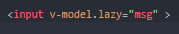 <input v-model.lazy="msg" >